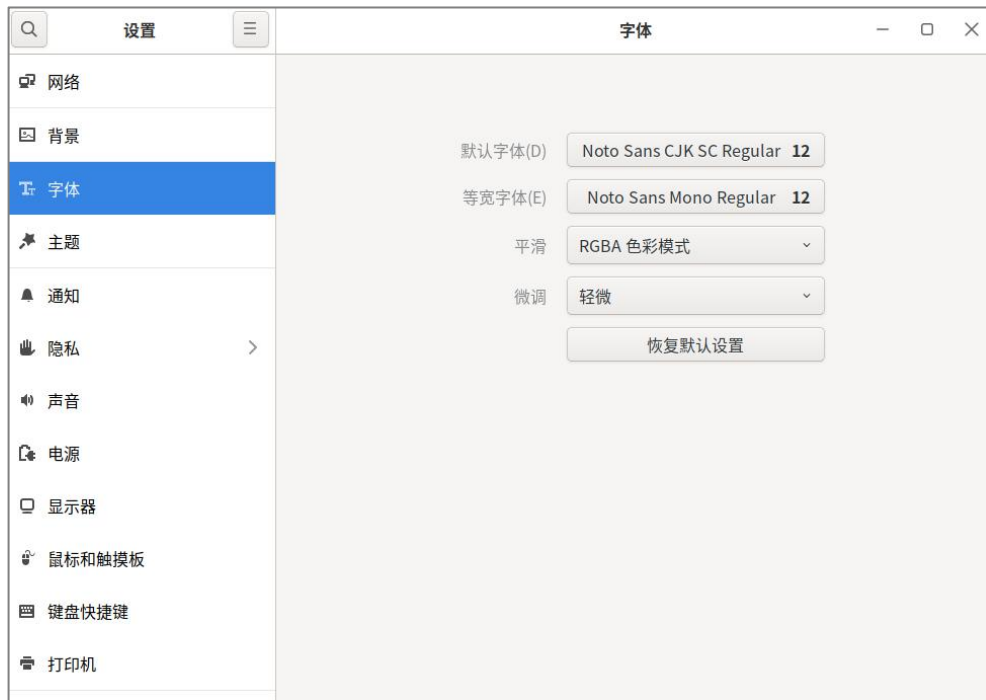 设置
字体
网络
背景
字体
主题
通知
隐私
声音
电源
显示器
鼠标和触摸板
键盘快捷键
打印机
默认字体(D) Noto Sans CJK SC Regular 12
等宽字体(E) Noto Sans Mono Regular 12
平滑 RGBA 色彩模式
微调 轻微
恢复默认设置